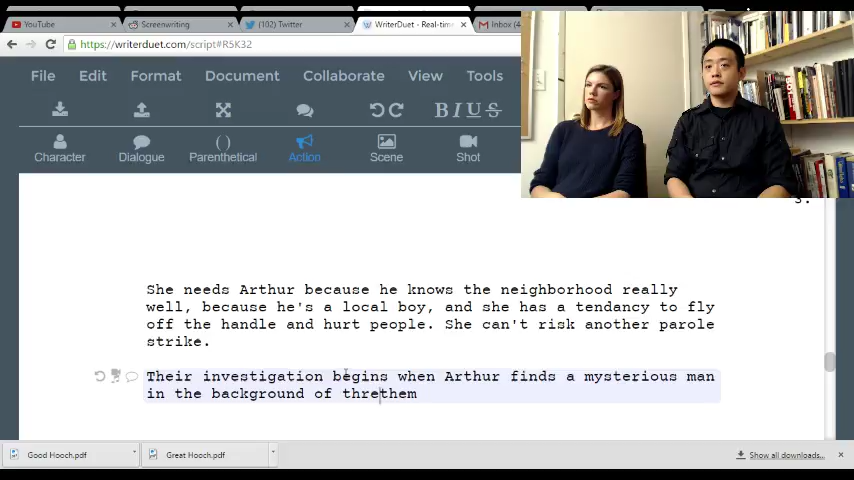 YouTube
Screenwriting
(102) Twitter
WriterDuet - Real-time
Gmail Inbox (4
https://writerduet.com/script#R5K32
File Edit Format Document Collaborate View Tools
B I U S
Character Dialogue Parenthetical Action Scene Shot
3.
She needs Arthur because he knows the neighborhood really
well, because he's a local boy, and she has a tendancy to fly
off the handle and hurt people. She can't risk another parole
strike.
Their investigation begins when Arthur finds a mysterious man
in the background of threthem
Good Hooch.pdf
Great Hooch.pdf
Show all downloads...